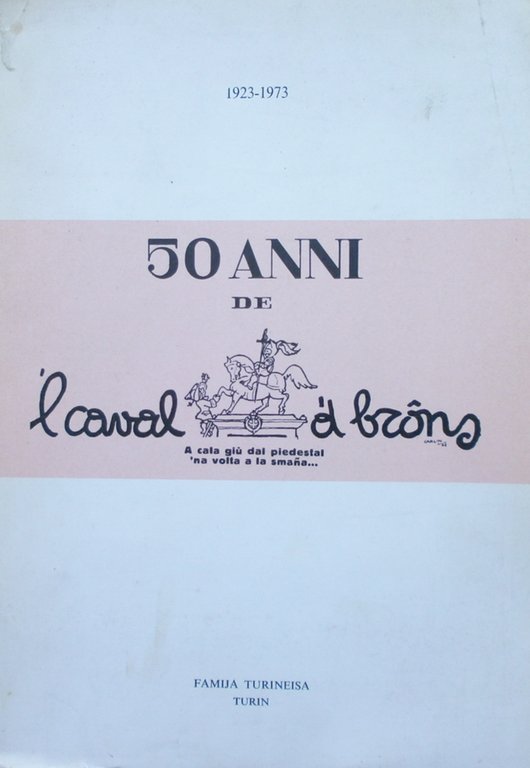 1923-1973
50 ANNI
DE
'l caval 'd brôns
A cala giù dal piedestal
'na volta a la smaña...
FAMIJA TURINEISA
TURIN